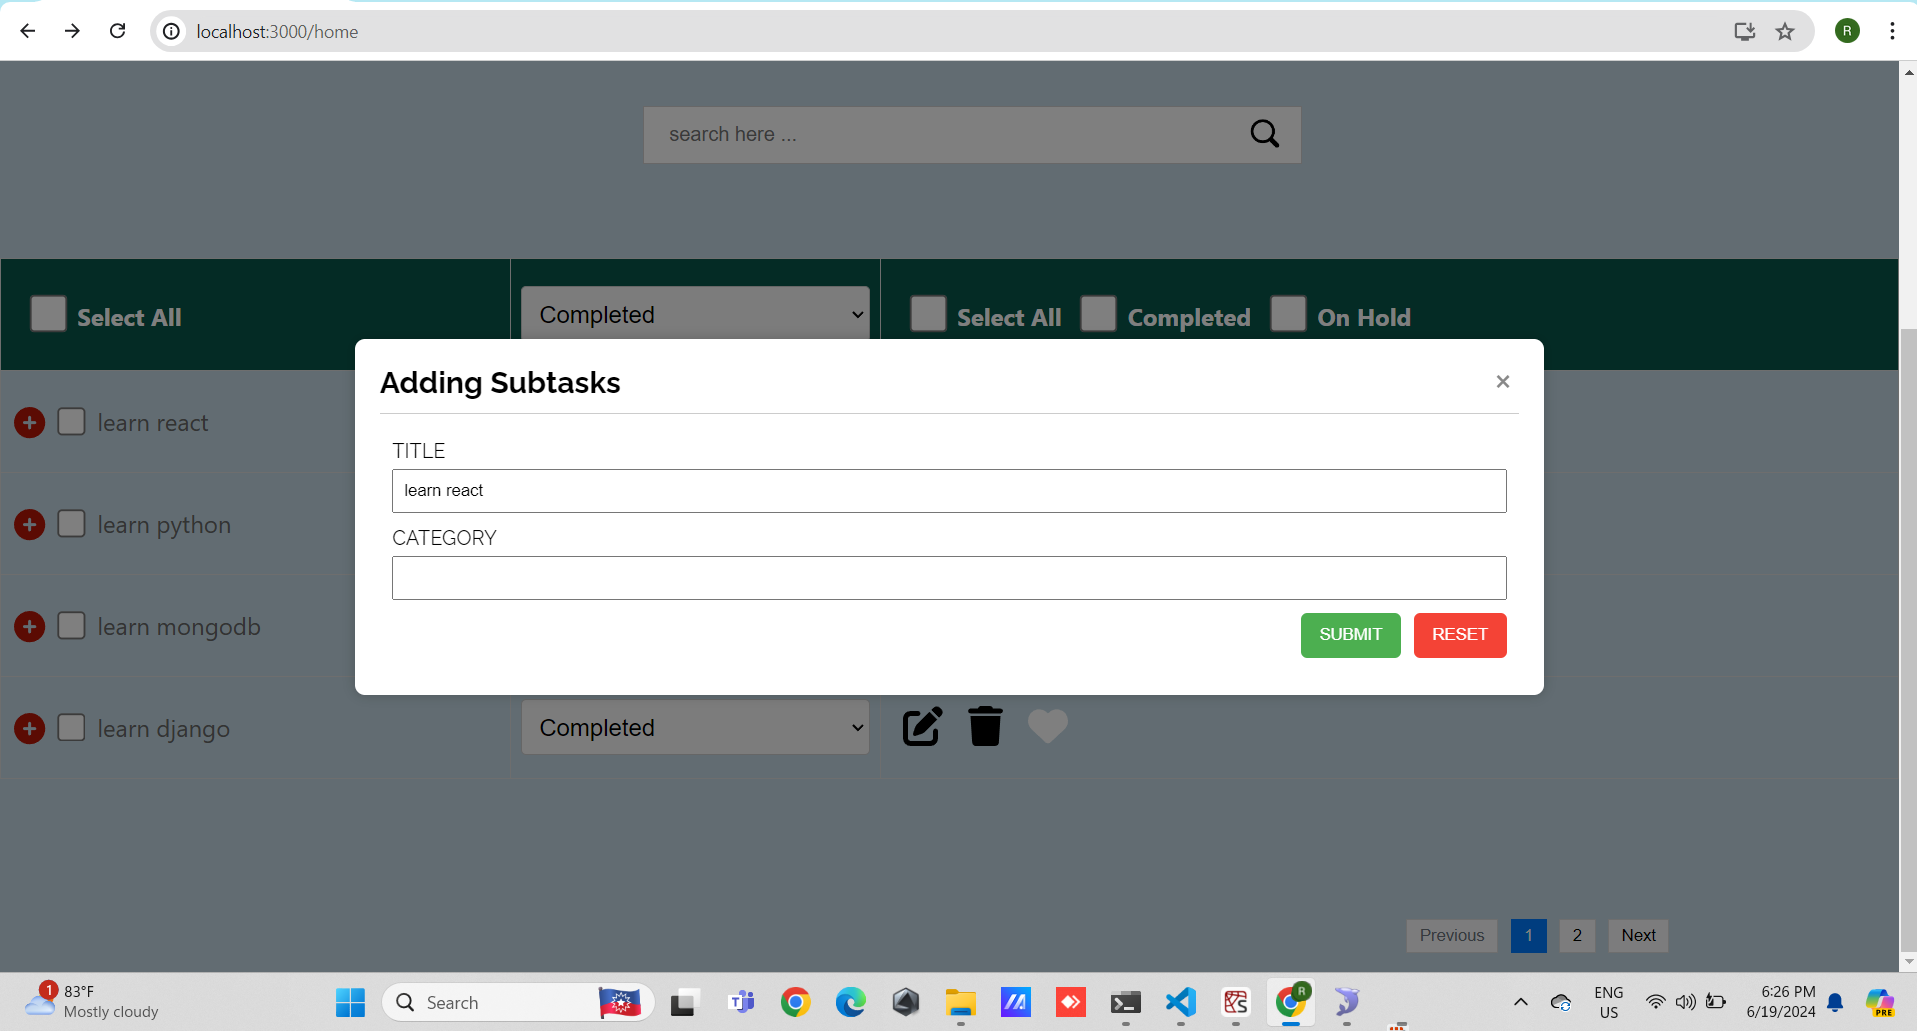 localhost:3000/home
R
search here ...
Select All
Completed
Select All
Completed
On Hold
Adding Subtasks
×
TITLE
learn react
CATEGORY
SUBMIT
RESET
learn react
learn python
learn mongodb
learn django
Completed
Previous
1
2
Next
1
83°F
Mostly cloudy
Search
R
ENG
US
6:26 PM
6/19/2024
PRE